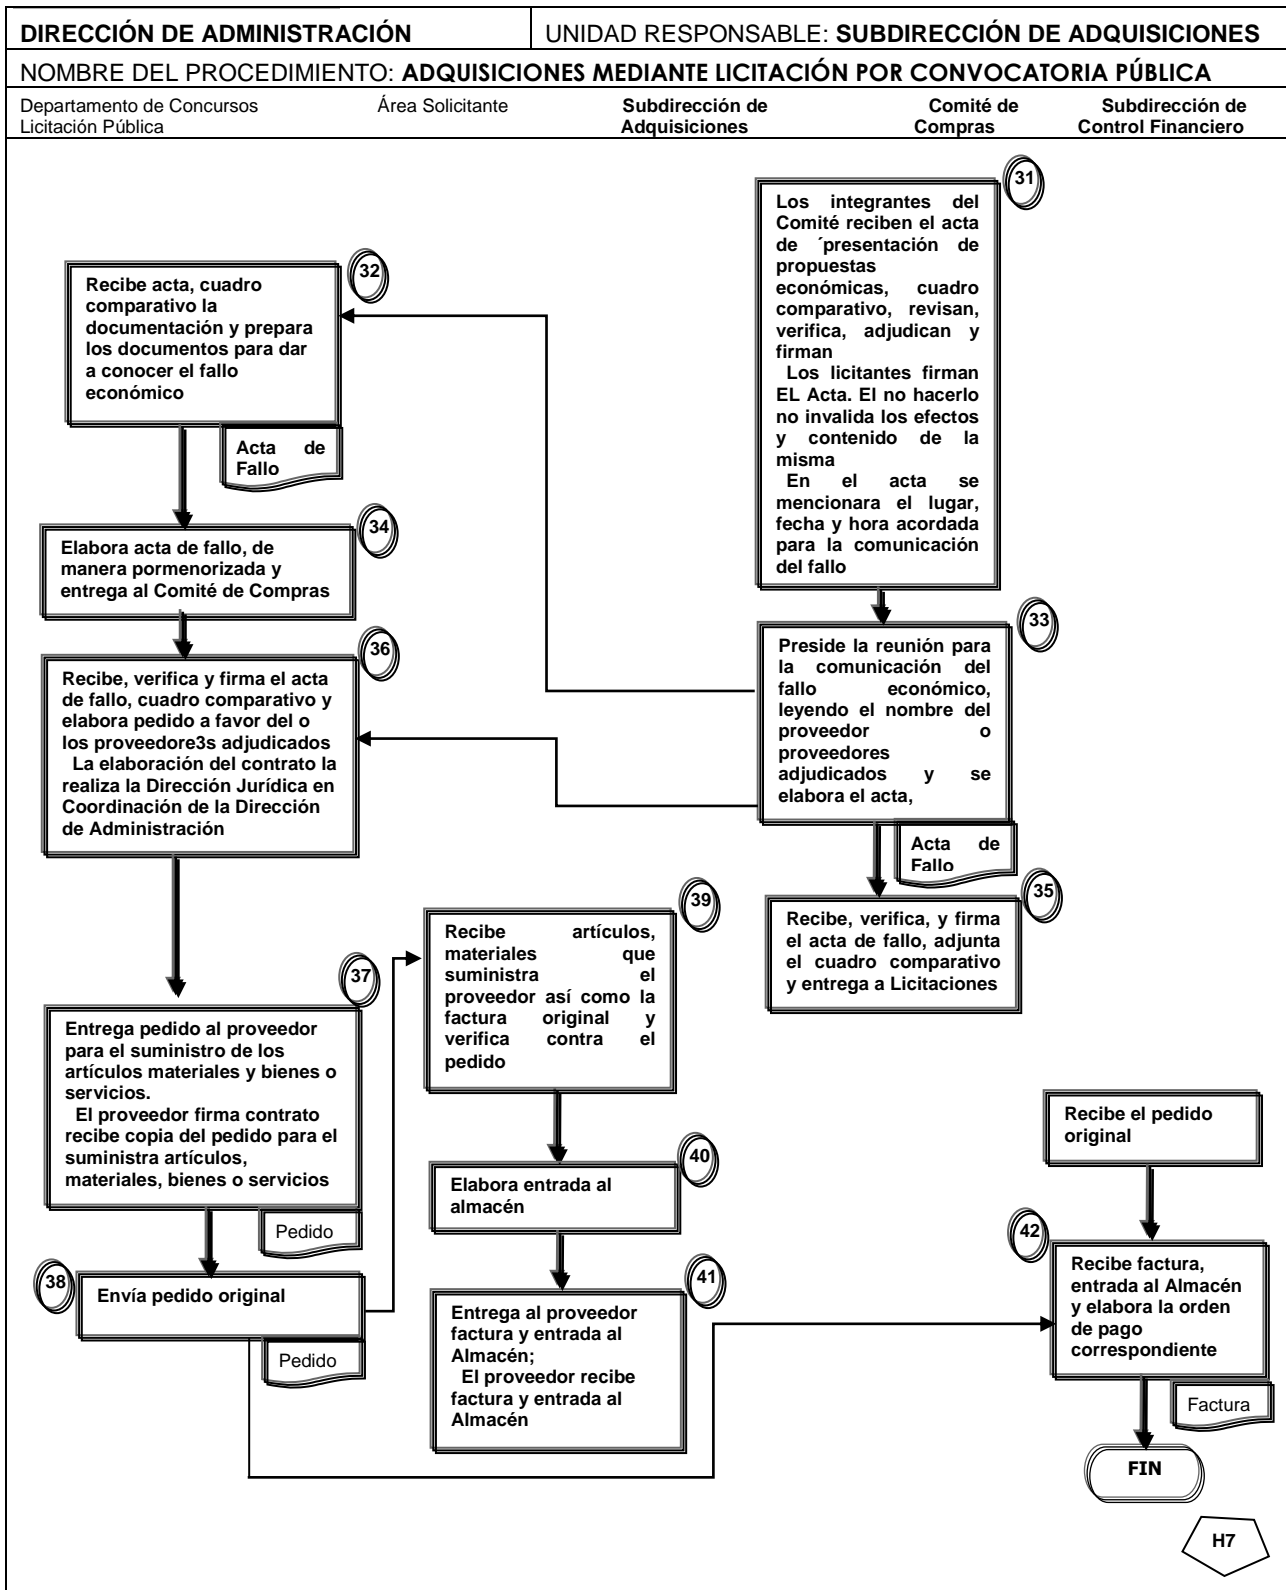 DIRECCIÓN DE ADMINISTRACIÓN
UNIDAD RESPONSABLE: SUBDIRECCIÓN DE ADQUISICIONES
NOMBRE DEL PROCEDIMIENTO: ADQUISICIONES MEDIANTE LICITACIÓN POR CONVOCATORIA PÚBLICA
Departamento de Concursos
Licitación Pública
Área Solicitante
Subdirección de
Adquisiciones
Comité de
Compras
Subdirección de
Control Financiero
31
Los integrantes del
Comité reciben el acta
de ´presentación de
propuestas
económicas, cuadro
comparativo, revisan,
verifica, adjudican y
firman
Los licitantes firman
EL Acta. El no hacerlo
no invalida los efectos
y contenido de la
misma
En el acta se
mencionara el lugar,
fecha y hora acordada
para la comunicación
del fallo
32
Recibe acta, cuadro
comparativo la
documentación y prepara
los documentos para dar
a conocer el fallo
económico
Acta de
Fallo
33
Preside la reunión para
la comunicación del
fallo económico,
leyendo el nombre del
proveedor o
proveedores
adjudicados y se
elabora el acta,
Acta de
Fallo
34
Elabora acta de fallo, de
manera pormenorizada y
entrega al Comité de Compras
35
Recibe, verifica, y firma
el acta de fallo, adjunta
el cuadro comparativo
y entrega a Licitaciones
36
Recibe, verifica y firma el acta
de fallo, cuadro comparativo y
elabora pedido a favor del o
los proveedore3s adjudicados
La elaboración del contrato la
realiza la Dirección Jurídica en
Coordinación de la Dirección
de Administración
37
Entrega pedido al proveedor
para el suministro de los
artículos materiales y bienes o
servicios.
El proveedor firma contrato
recibe copia del pedido para el
suministra artículos,
materiales, bienes o servicios
Pedido
38
Envía pedido original
Pedido
39
Recibe artículos,
materiales que
suministra el
proveedor así como la
factura original y
verifica contra el
pedido
40
Elabora entrada al
almacén
41
Entrega al proveedor
factura y entrada al
Almacén;
El proveedor recibe
factura y entrada al
Almacén
Recibe el pedido
original
42
Recibe factura,
entrada al Almacén
y elabora la orden
de pago
correspondiente
Factura
FIN
H7